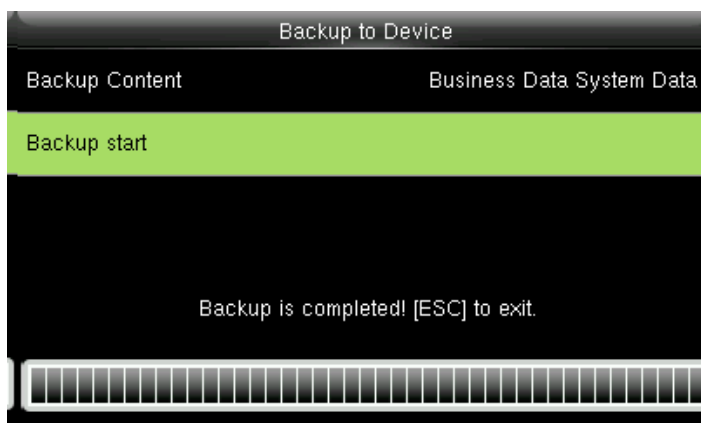 Backup to Device
Backup Content Business Data System Data
Backup start
Backup is completed! [ESC] to exit.